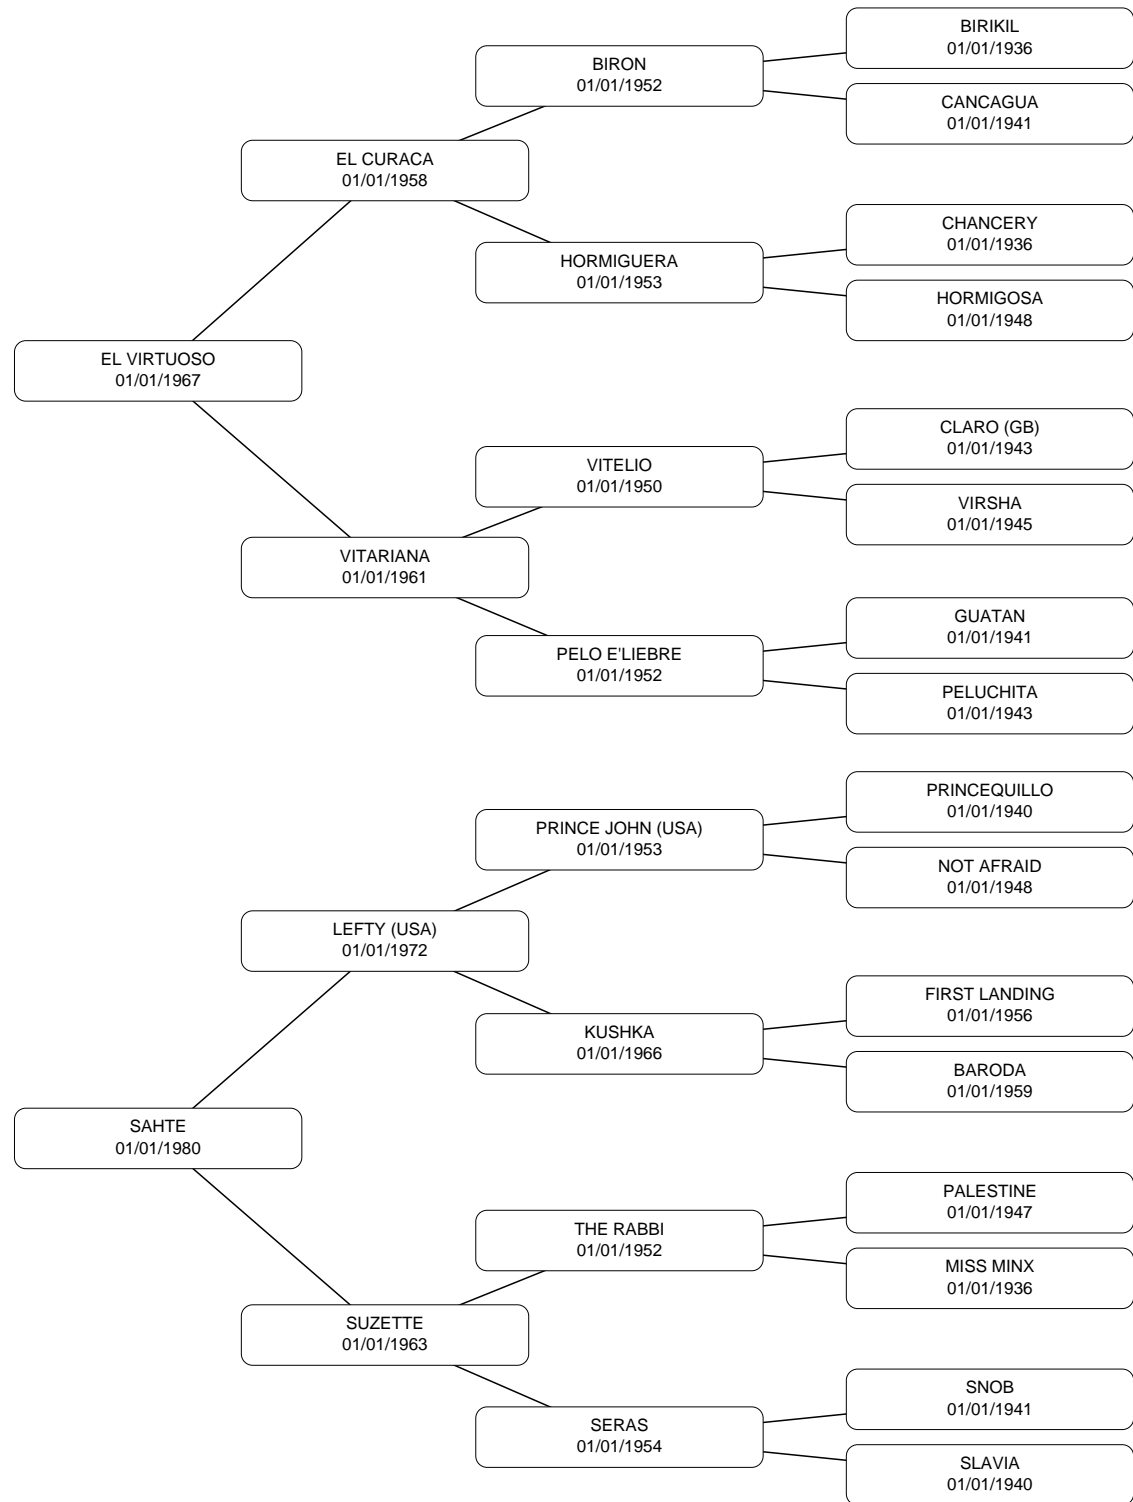 BIRIKIL
01/01/1936
BIRON
01/01/1952
CANCAGUA
01/01/1941
EL CURACA
01/01/1958
CHANCERY
01/01/1936
HORMIGUERA
01/01/1953
HORMIGOSA
01/01/1948
EL VIRTUOSO
01/01/1967
CLARO (GB)
01/01/1943
VITELIO
01/01/1950
VIRSHA
01/01/1945
VITARIANA
01/01/1961
GUATAN
01/01/1941
PELO E'LIEBRE
01/01/1952
PELUCHITA
01/01/1943
PRINCEQUILLO
01/01/1940
PRINCE JOHN (USA)
01/01/1953
NOT AFRAID
01/01/1948
LEFTY (USA)
01/01/1972
FIRST LANDING
01/01/1956
KUSHKA
01/01/1966
BARODA
01/01/1959
SAHTE
01/01/1980
PALESTINE
01/01/1947
THE RABBI
01/01/1952
MISS MINX
01/01/1936
SUZETTE
01/01/1963
SNOB
01/01/1941
SERAS
01/01/1954
SLAVIA
01/01/1940